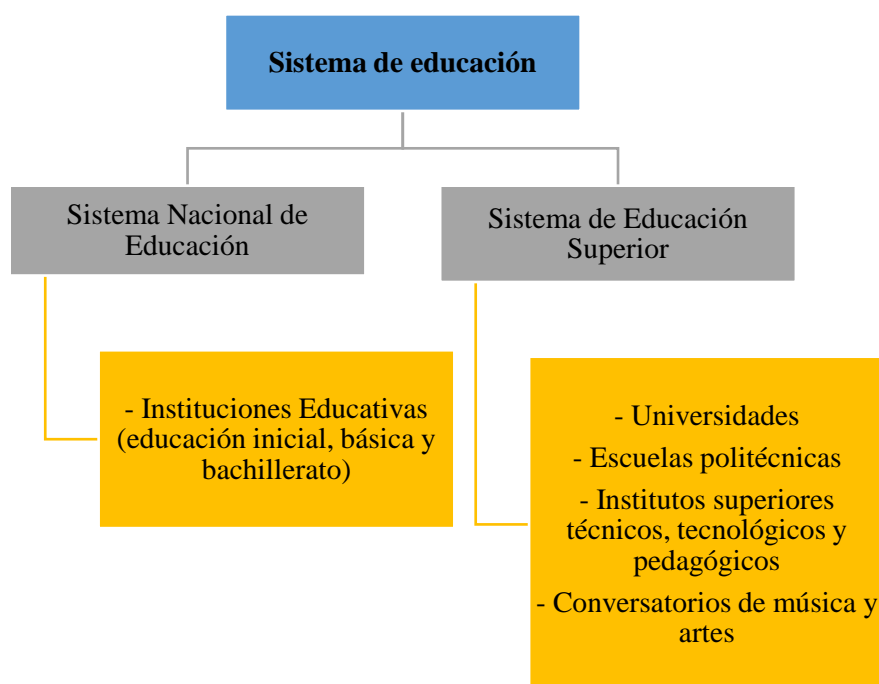 Sistema de educación
Sistema Nacional de
Educación
Sistema de Educación
Superior
- Instituciones Educativas
(educación inicial, básica y
bachillerato)
- Universidades
- Escuelas politécnicas
- Institutos superiores
técnicos, tecnológicos y
pedagógicos
- Conversatorios de música y
artes